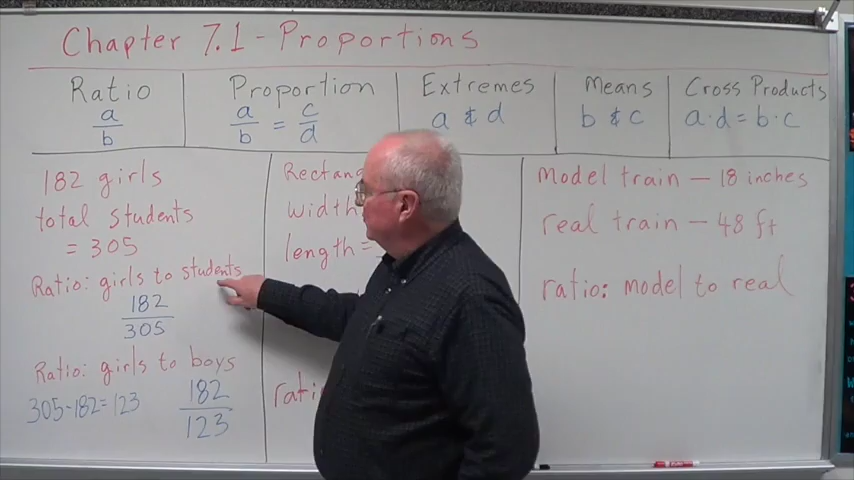 Chapter 7.1 - Proportions
Ratio
a/b
Proportion
a/b = c/d
Extremes
a & d
Means
b & c
Cross Products
a·d = b·c
182 girls
total students
= 305
Ratio: girls to students
182
305
Ratio: girls to boys
305-182=123
182
123
width
length =
Model train — 18 inches
real train — 48 ft
ratio: model to real